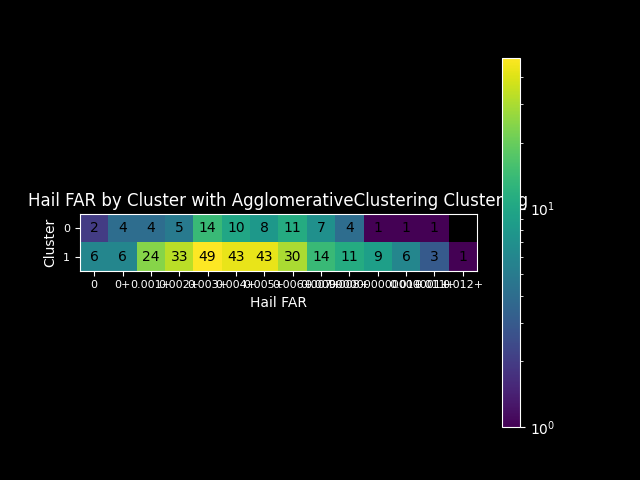 Hail FAR by Cluster with AgglomerativeClustering Clustering
Cluster
0 2 4 4 5 14 10 8 11 7 4 1 1 1
1 6 6 24 33 49 43 43 30 14 11 9 6 3 1
0 0+
Hail FAR
10¹
10⁰